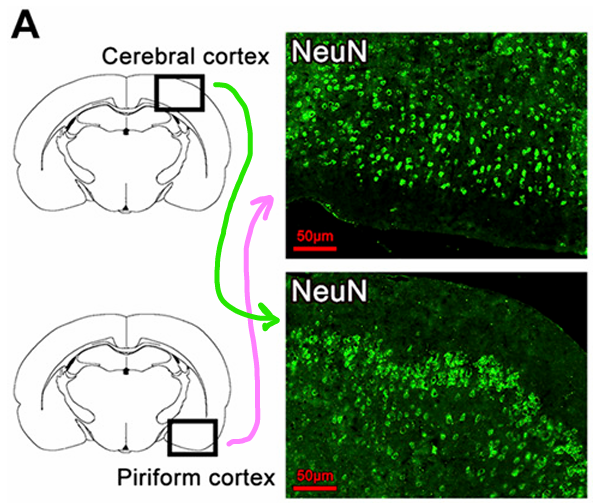 A
Cerebral cortex
NeuN
50µm
NeuN
50µm
Piriform cortex